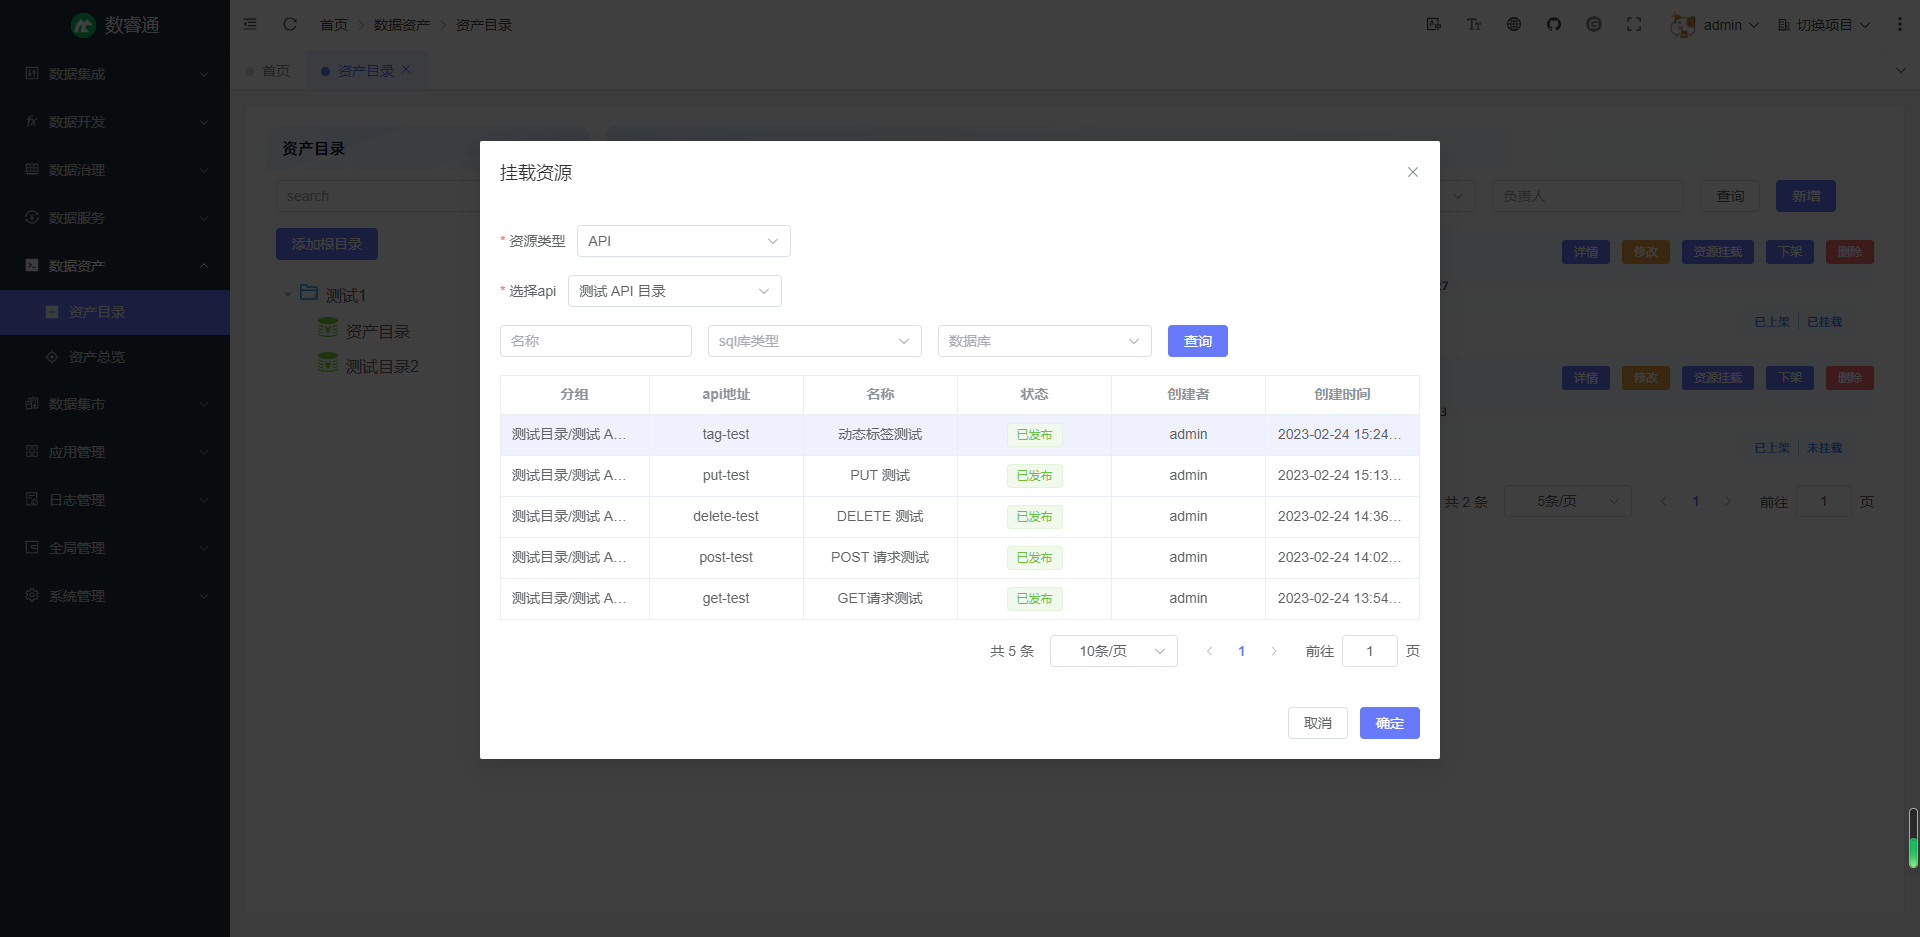 数睿通
首页 > 数据资产 > 资产目录
admin
切换项目
首页
资产目录
数据集成
数据开发
数据治理
数据服务
数据资产
资产目录
资产总览
数据集市
应用管理
日志管理
全局管理
系统管理
资产目录
search
添加根目录
测试1
资产目录
测试目录2
负责人
查询
新增
详情 修改 资源挂载 下架 删除
27
已上架 已挂载
详情 修改 资源挂载 下架 删除
3
已上架 未挂载
共 2 条 5条/页 1 前往 1 页
挂载资源
* 资源类型 API
* 选择api 测试 API 目录
名称 sql库类型 数据库 查询
分组 api地址 名称 状态 创建者 创建时间
测试目录/测试 A... tag-test 动态标签测试 已发布 admin 2023-02-24 15:24...
测试目录/测试 A... put-test PUT 测试 已发布 admin 2023-02-24 15:13...
测试目录/测试 A... delete-test DELETE 测试 已发布 admin 2023-02-24 14:36...
测试目录/测试 A... post-test POST 请求测试 已发布 admin 2023-02-24 14:02...
测试目录/测试 A... get-test GET请求测试 已发布 admin 2023-02-24 13:54...
共 5 条 10条/页 1 前往 1 页
取消 确定